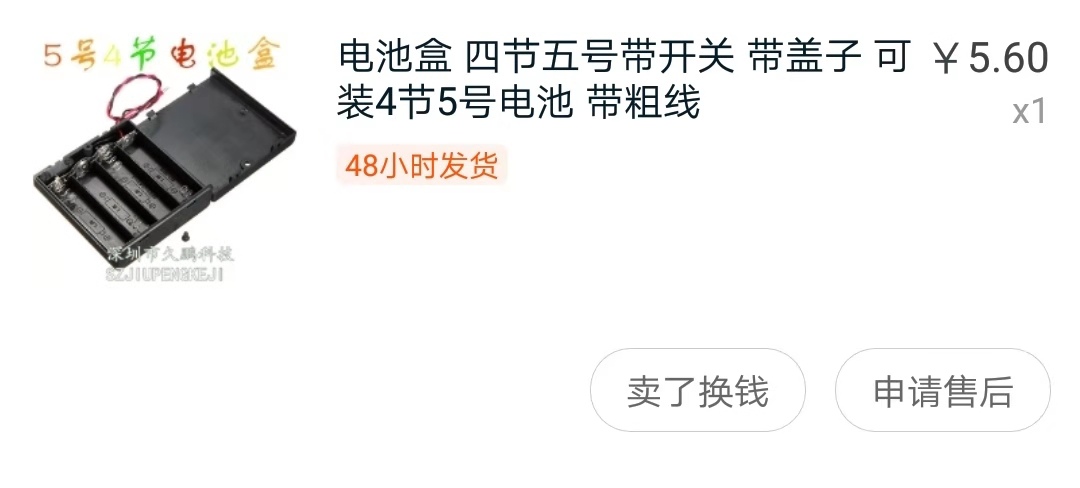 5号4节电池盒
深圳市久鹏科技
SZJIUPENGKEJI
电池盒 四节五号带开关 带盖子 可
装4节5号电池 带粗线
￥5.60
x1
48小时发货
卖了换钱
申请售后